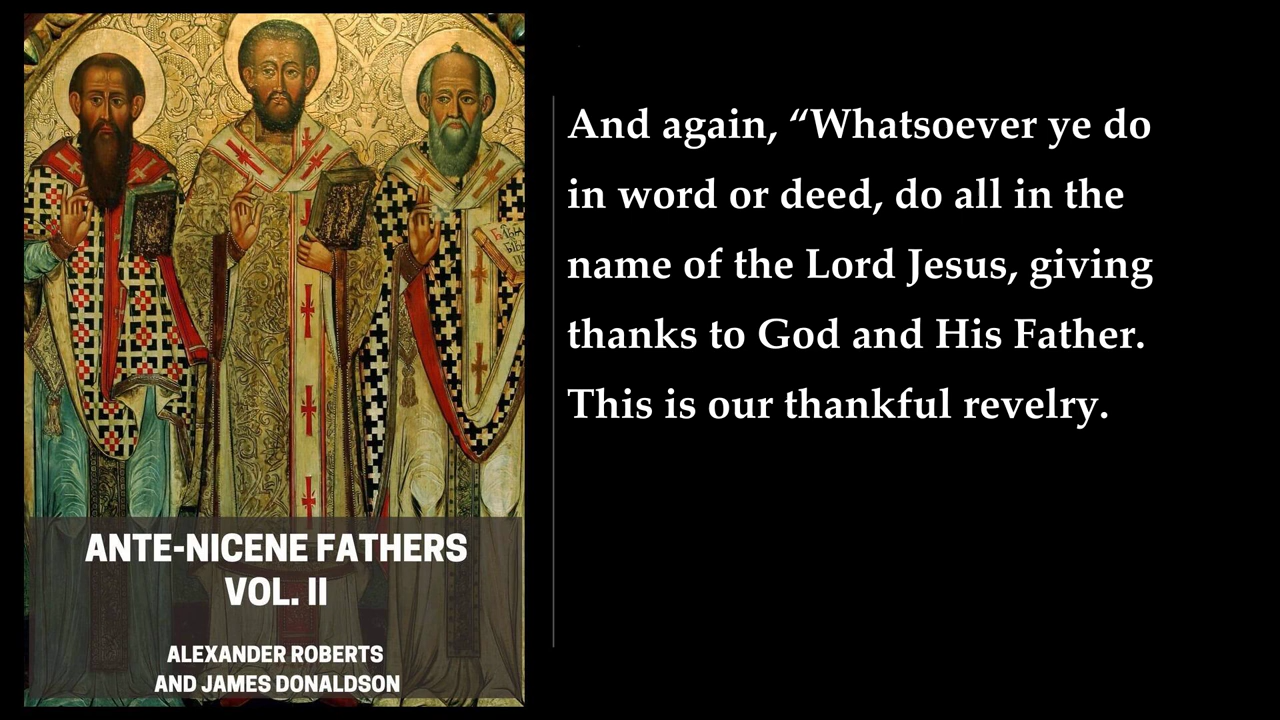 And again, “Whatsoever ye do
in word or deed, do all in the
name of the Lord Jesus, giving
thanks to God and His Father.
This is our thankful revelry.
ANTE-NICENE FATHERS
VOL. II
ALEXANDER ROBERTS
AND JAMES DONALDSON